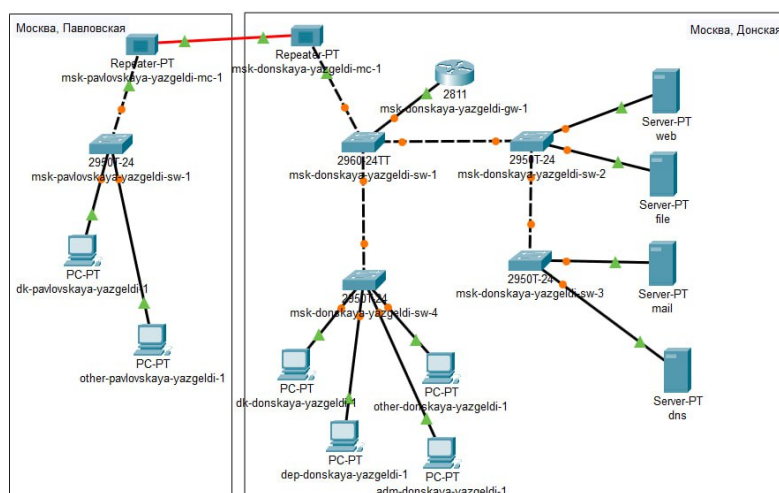 Москва, Павловская
Repeater-PT
msk-pavlovskaya-yazgeldi-mc-1
2950T-24
msk-pavlovskaya-yazgeldi-sw-1
PC-PT
dk-pavlovskaya-yazgeldi-1
PC-PT
other-pavlovskaya-yazgeldi-1
Москва, Донская
Repeater-PT
msk-donskaya-yazgeldi-mc-1
2811
msk-donskaya-yazgeldi-gw-1
2960-24TT
msk-donskaya-yazgeldi-sw-1
2950T-24
msk-donskaya-yazgeldi-sw-2
Server-PT
web
Server-PT
file
2950T-24
msk-donskaya-yazgeldi-sw-3
Server-PT
mail
Server-PT
dns
2950T-24
msk-donskaya-yazgeldi-sw-4
PC-PT
dk-donskaya-yazgeldi-1
PC-PT
other-donskaya-yazgeldi-1
PC-PT
dep-donskaya-yazgeldi-1
PC-PT
adm-donskaya-yazgeldi-1